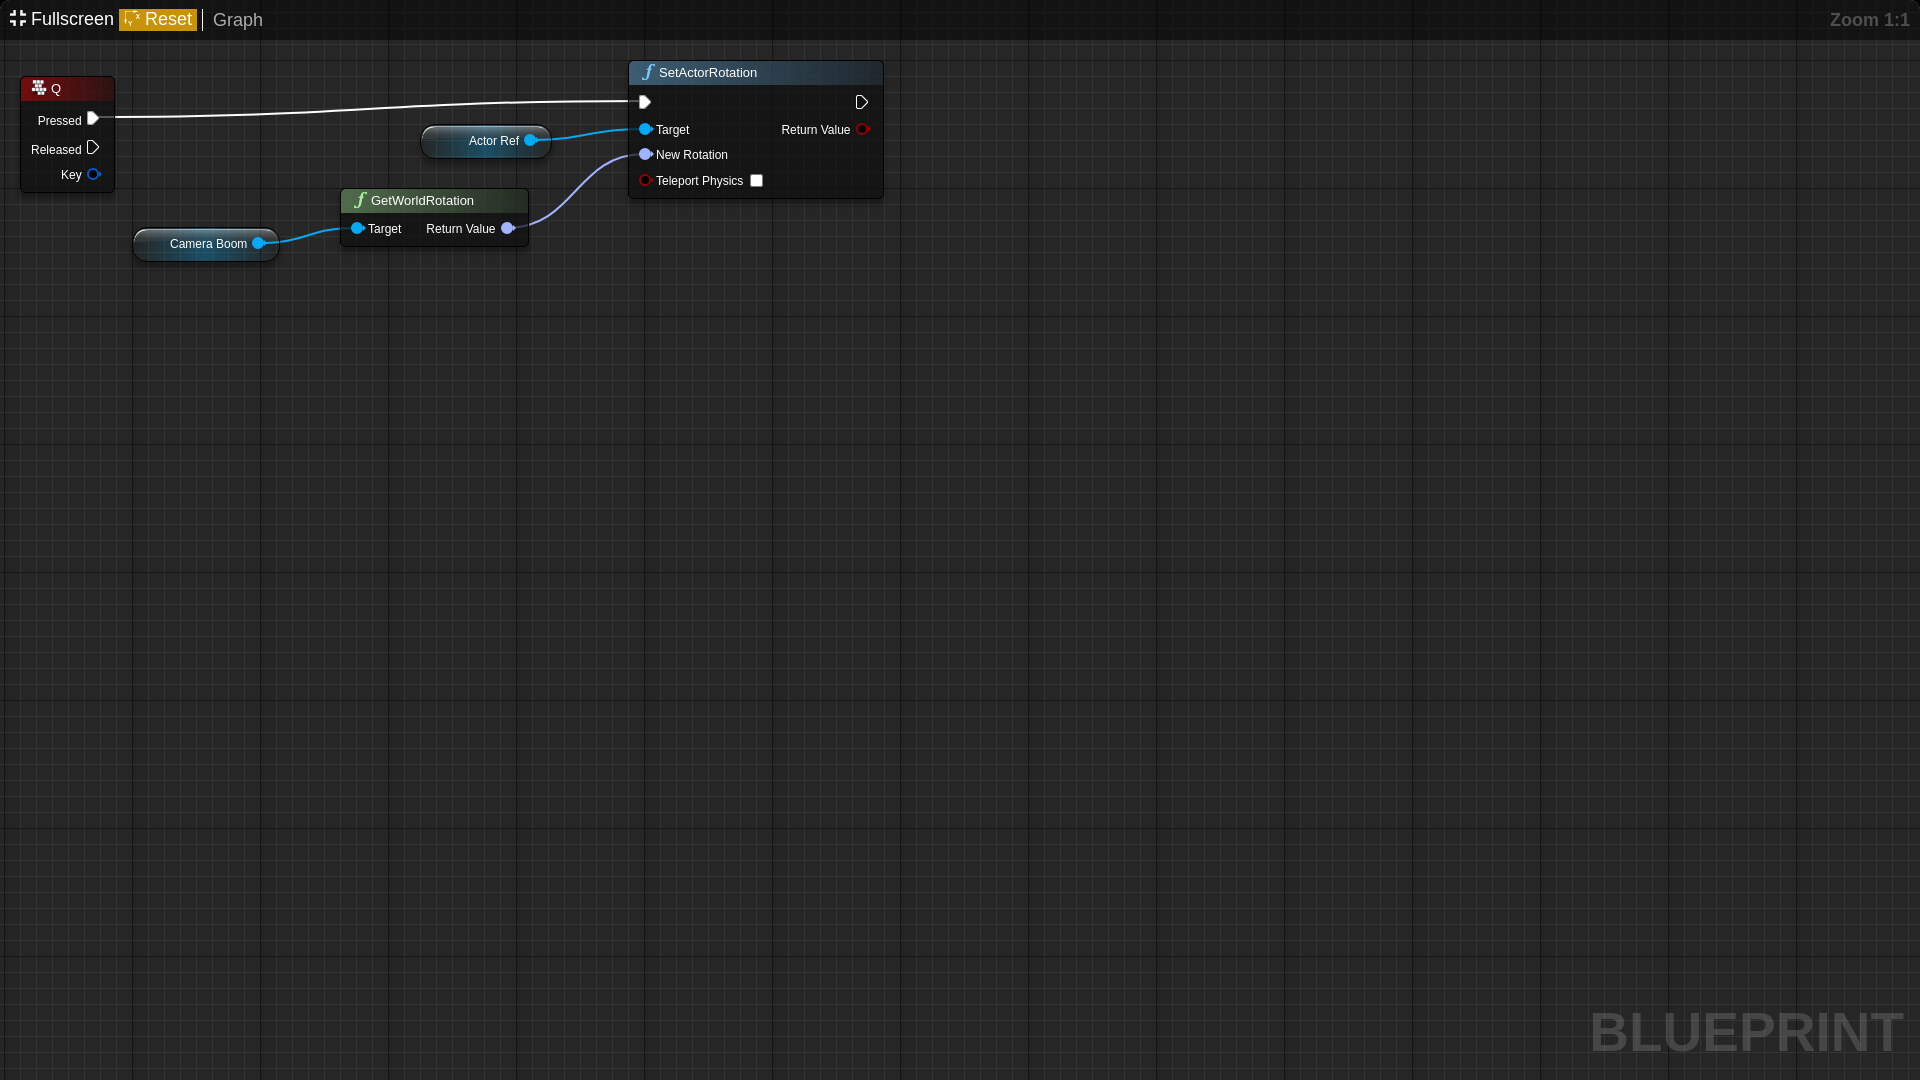 Fullscreen Reset Graph Zoom 1:1
Q
Pressed
Released
Key
Camera Boom
Actor Ref
GetWorldRotation
Target Return Value
SetActorRotation
Target Return Value
New Rotation
Teleport Physics
BLUEPRINT